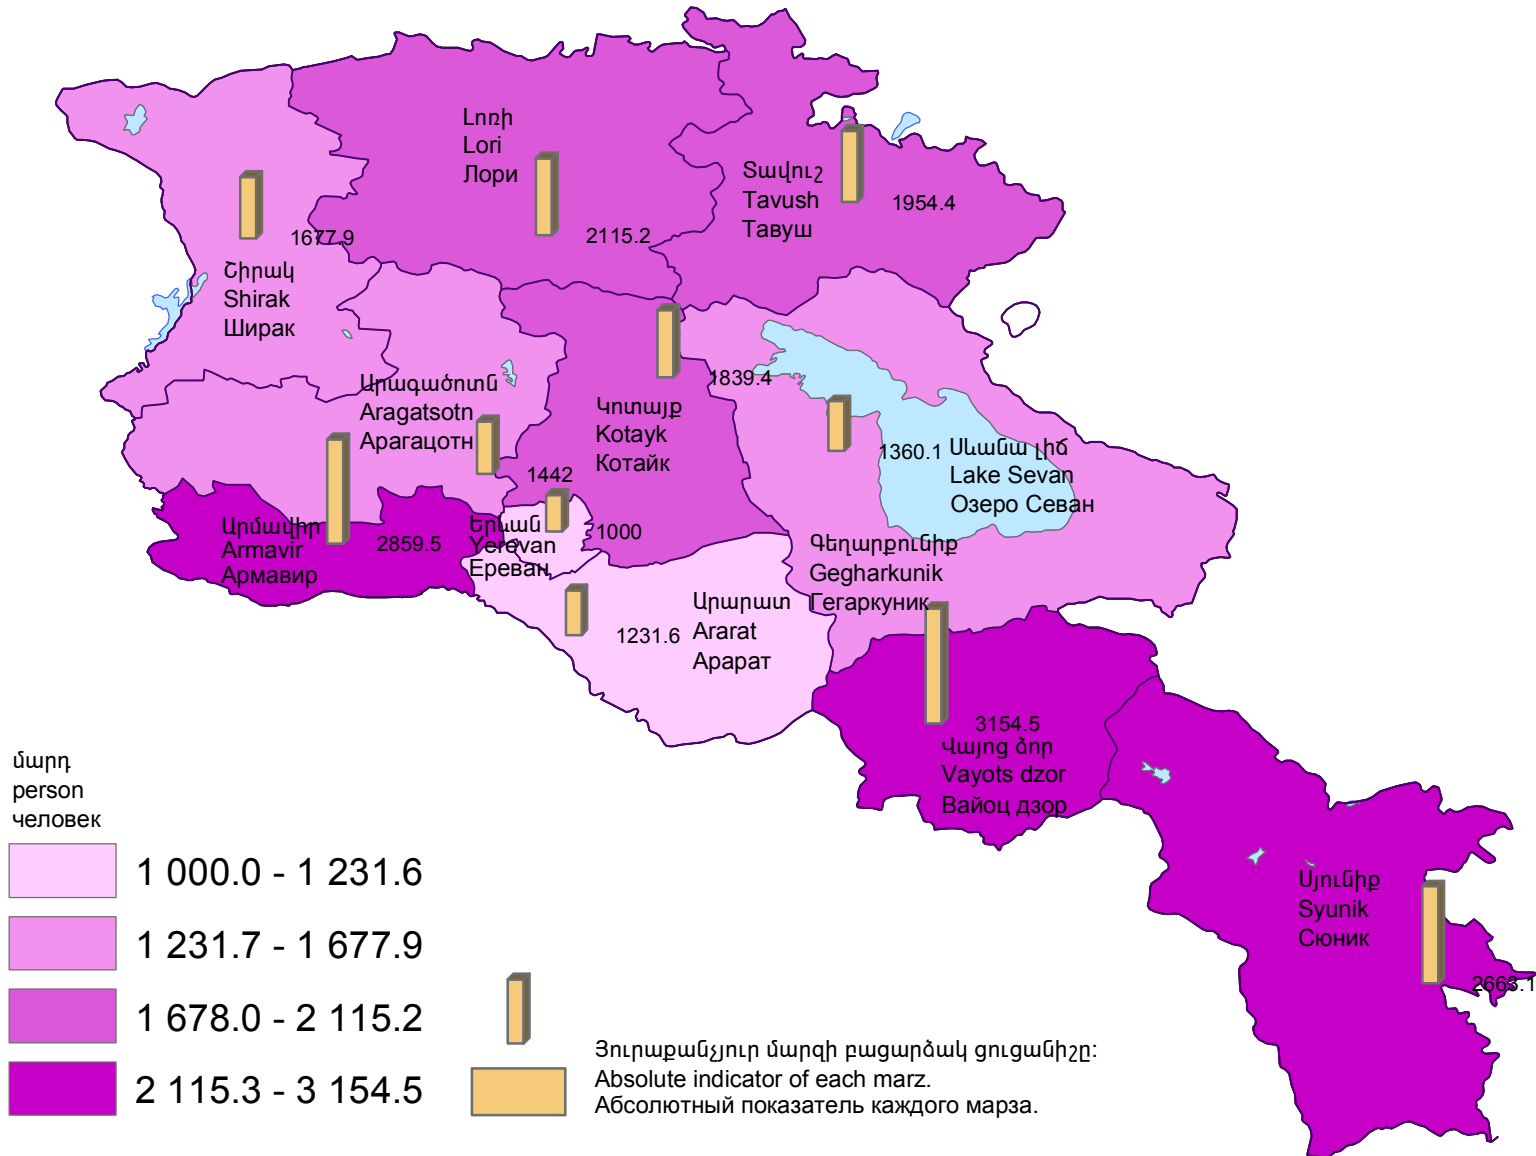 Լոռի
Lori
Лори
2115.2
Տավուշ
Tavush
Тавуш
1954.4
1677.9
Շիրակ
Shirak
Ширак
Արագածոտն
Aragatsotn
Арагацотн
1442
1839.4
Կոտայք
Kotayk
Котайк
1360.1
Սևանա լիճ
Lake Sevan
Озеро Севан
Արմավիր
Armavir
Армавир
2859.5
Երևան
Yerevan
Ереван
1000
Գեղարքունիք
Gegharkunik
Гегаркуник
1231.6
Արարատ
Ararat
Арарат
3154.5
Վայոց ձոր
Vayots dzor
Вайоц дзор
Սյունիք
Syunik
Сюник
2663.1
մարդ
person
человек
1 000.0 - 1 231.6
1 231.7 - 1 677.9
1 678.0 - 2 115.2
2 115.3 - 3 154.5
Յուրաքանչյուր մարզի բացարձակ ցուցանիշը:
Absolute indicator of each marz.
Абсолютный показатель каждого марза.